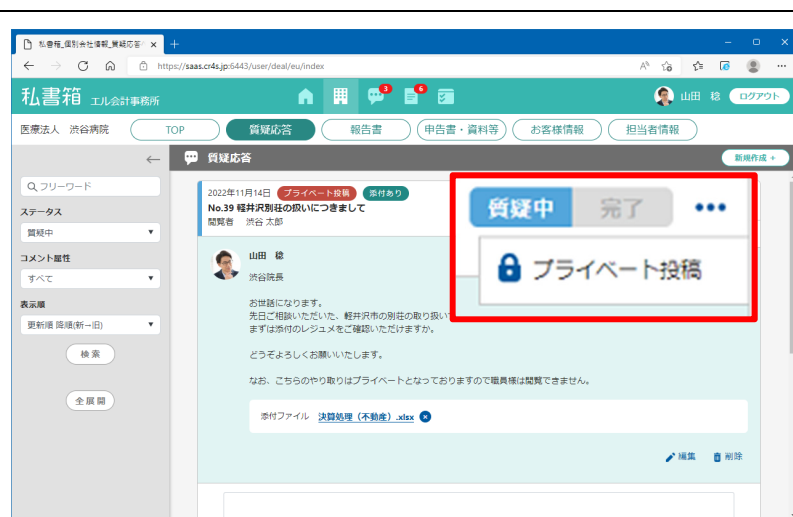 私書箱_個別会社情報_質疑応答
https://saas.cr4s.jp:6443/user/deal/eu/index
私書箱 エル会計事務所
3
6
山田 稔
ログアウト
医療法人 渋谷病院
TOP
質疑応答
報告書
申告書・資料等
お客様情報
担当者情報
質疑応答
新規作成 +
フリーワード
ステータス
質疑中
コメント属性
すべて
表示順
更新順 降順(新→旧)
検索
全展開
2022年11月14日 プライベート投稿 添付あり
No.39 軽井沢別荘の扱いにつきまして
閲覧者 渋谷 太郎
質疑中 完了 •••
プライベート投稿
山田 稔
渋谷院長
お世話になります。
先日ご相談いただいた、軽井沢市の別荘の取り扱い
まずは添付のレジュメをご確認いただけますか。
どうぞよろしくお願いいたします。
なお、こちらのやり取りはプライベートとなっておりますので職員様は閲覧できません。
添付ファイル 決算処理（不動産）.xlsx
編集 削除